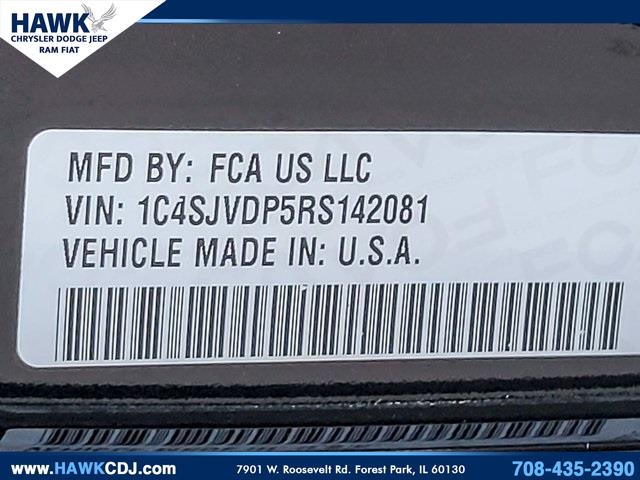 HAWK
CHRYSLER DODGE JEEP
RAM FIAT
MFD BY: FCA US LLC
VIN: 1C4SJVDP5RS142081
VEHICLE MADE IN: U.S.A.
www.HAWKCDJ.com
7901 W. Roosevelt Rd. Forest Park, IL 60130
708-435-2390